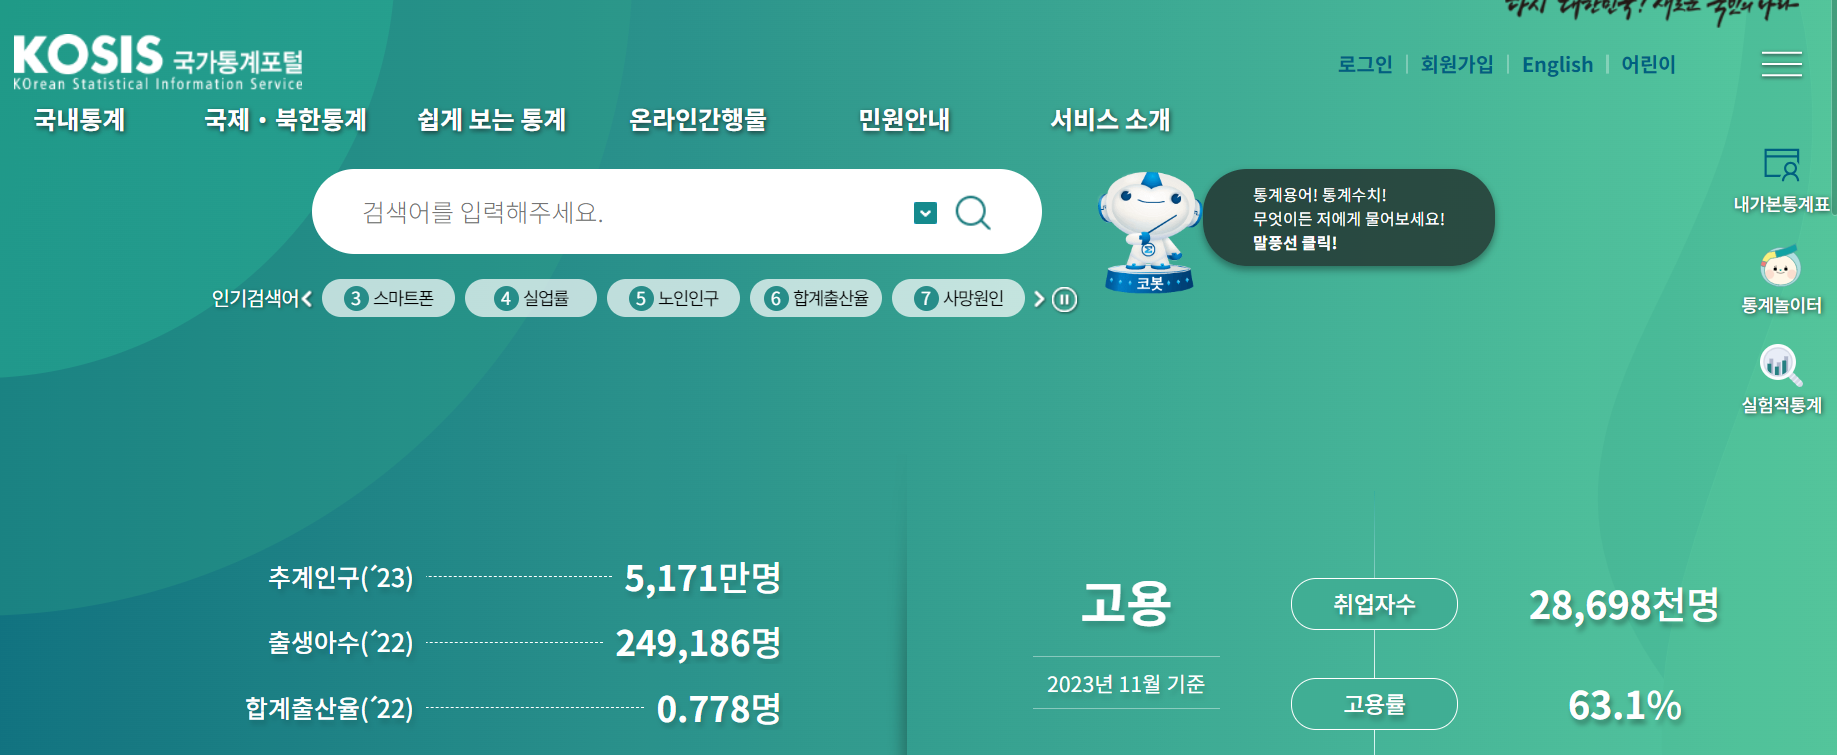 다시 대한민국! 새로운 국민의 나라
KOSIS 국가통계포털
KOrean Statistical Information Service
로그인 회원가입 English 어린이
국내통계 국제・북한통계 쉽게 보는 통계 온라인간행물 민원안내 서비스 소개
검색어를 입력해주세요.
통계용어! 통계수치!
무엇이든 저에게 물어보세요!
말풍선 클릭!
코봇
인기검색어 3 스마트폰 4 실업률 5 노인인구 6 합계출산율 7 사망원인
내가본통계표
통계놀이터
실험적통계
추계인구(´23) 5,171만명
출생아수(´22) 249,186명
합계출산율(´22) 0.778명
고용
2023년 11월 기준
취업자수 28,698천명
고용률 63.1%